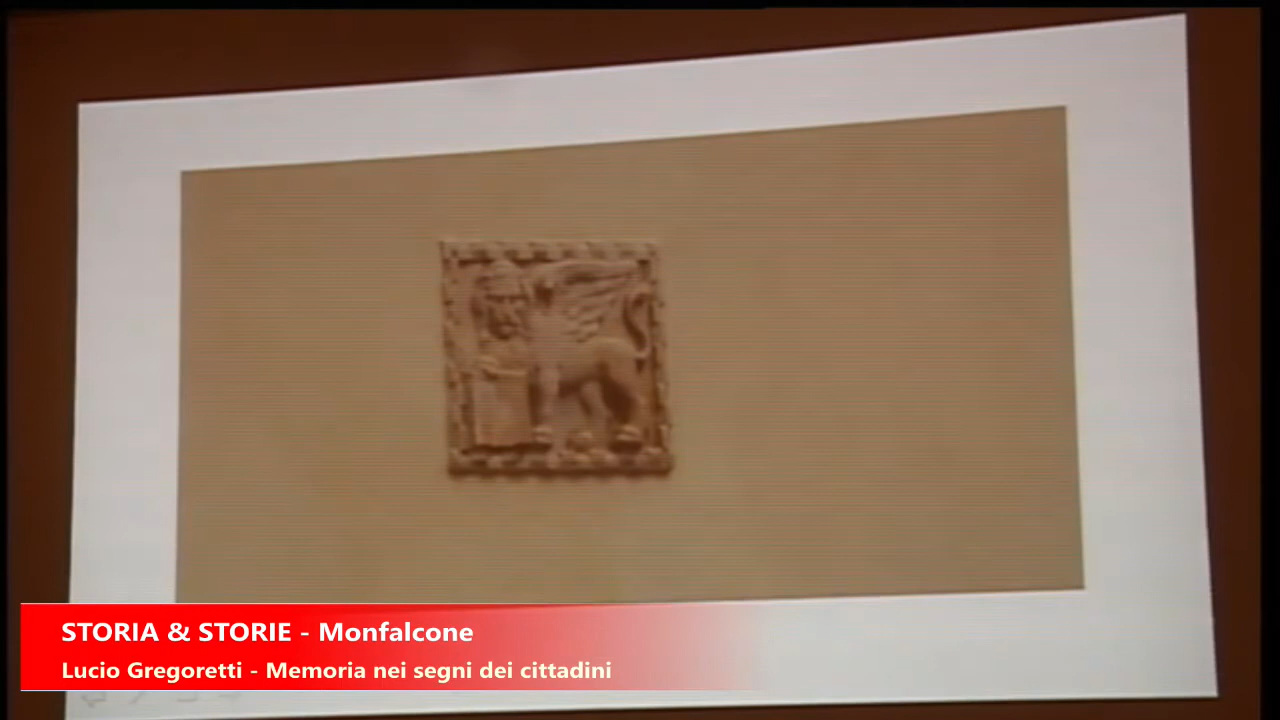 STORIA & STORIE - Monfalcone
Lucio Gregoretti - Memoria nei segni dei cittadini